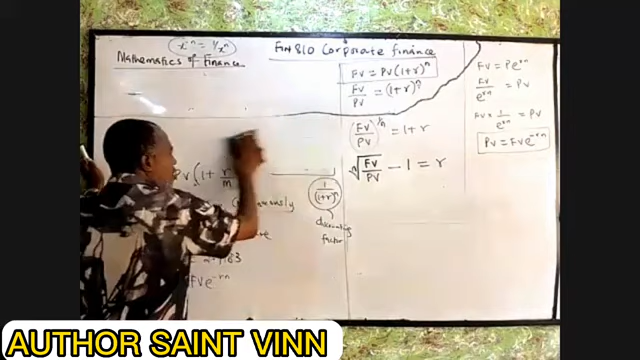 x^-n = 1/x^n
FIN 810 Corporate finance
Mathematics of Finance
FV = PV(1+r)^n
FV/PV = (1+r)^n
(FV/PV)^1/n = 1+r
n√FV/PV - 1 = r
FV = Pe^rn
FV/e^rn = PV
FV × 1/e^rn = PV
PV = FVe^-rn
PV(1 + r/m
1/(1+r)^n
discounting
factor
FVe^-rn
AUTHOR SAINT VINN